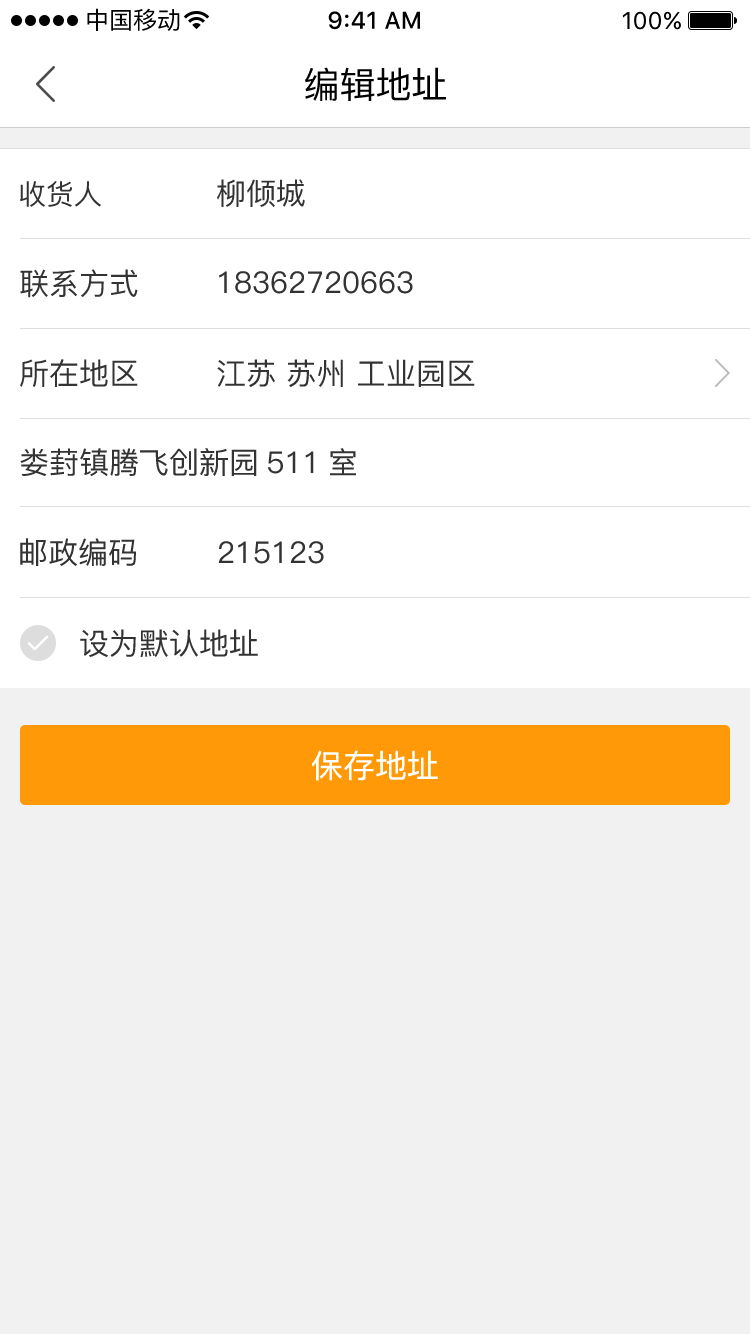 中国移动 9:41 AM 100%
编辑地址
收货人 柳倾城
联系方式 18362720663
所在地区 江苏 苏州 工业园区
娄葑镇腾飞创新园 511 室
邮政编码 215123
设为默认地址
保存地址